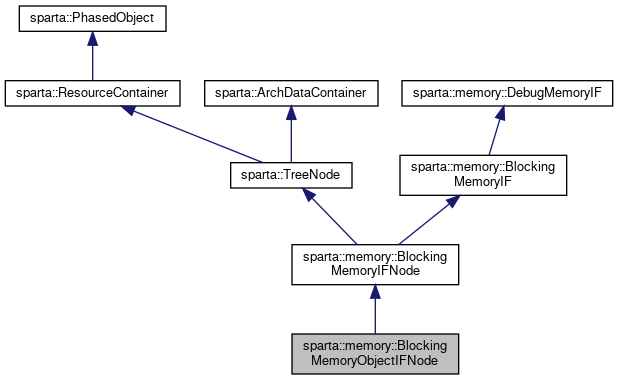 sparta::PhasedObject
sparta::ResourceContainer
sparta::ArchDataContainer
sparta::memory::DebugMemoryIF
sparta::TreeNode
sparta::memory::Blocking
MemoryIF
sparta::memory::Blocking
MemoryIFNode
sparta::memory::Blocking
MemoryObjectIFNode